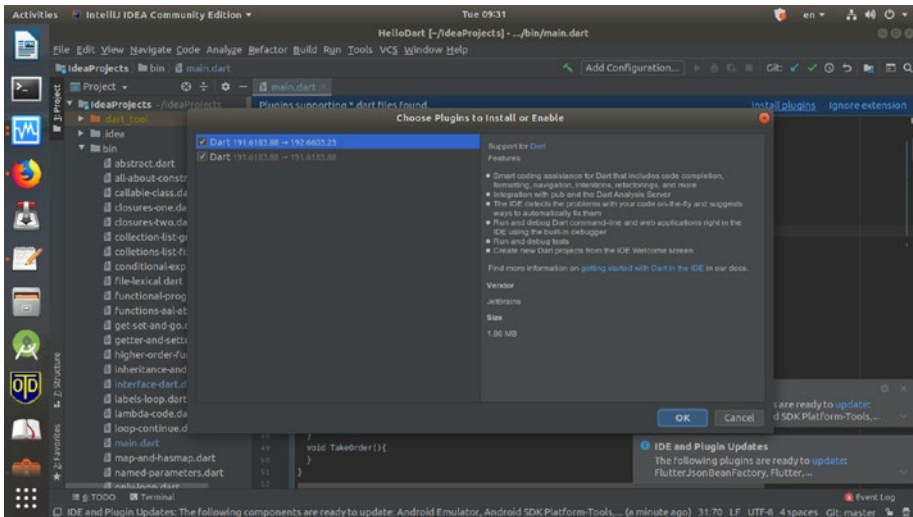 Activities
IntelliJ IDEA Community Edition
Tue 09:31
en
HelloDart [~/IdeaProjects] - .../bin/main.dart
File Edit View Navigate Code Analyze Refactor Build Run Tools VCS Window Help
IdeaProjects bin main.dart
Add Configuration...
Git:
1: Project
Project
main.dart
IdeaProjects ~/IdeaProjects
Plugins supporting *.dart files found.
Install plugins Ignore extension
.dart_tool
.idea
bin
abstract.dart
all-about-constr
callable-class.da
closures-one.da
closures-two.da
collection-list-g
colletions-list-fi
conditional-exp
file-lexical.dart
functional-prog
get-set-and-go.
getter-and-sett
higher-order-fu
inheritance-and
interface-dart.d
labels-loop.dart
lambda-code.da
loop-continue.d
main.dart
map-and-hasmap.dart
named-parameters.dart
Choose Plugins to Install or Enable
Dart 191.6183.88 → 192.6603.23
Dart 191.6183.88 → 191.6183.88
Support for Dart
Features
Smart coding assistance for Dart that includes code completion,
formatting, navigation, intentions, refactorings, and more
Integration with pub and the Dart Analysis Server
The IDE detects the problems with your code on-the-fly and suggests
ways to automatically fix them
Run and debug Dart command-line and web applications right in the
IDE using the built-in debugger
Run and debug tests
Create new Dart projects from the IDE Welcome screen
Find more information on getting started with Dart in the IDE in our docs.
Vendor
JetBrains
Size
1.86 MB
OK
Cancel
Z: Structure
2: Favorites
49 void TakeOrder(){
50 }
51 }
52
s are ready to update:
d SDK Platform-Tools,...
IDE and Plugin Updates
The following plugins are ready to update:
FlutterJsonBeanFactory, Flutter,...
6: TODO
Terminal
Event Log
IDE and Plugin Updates: The following components are ready to update: Android Emulator, Android SDK Platform-Tools,... (a minute ago)
31:70 LF UTF-8 4 spaces Git: master